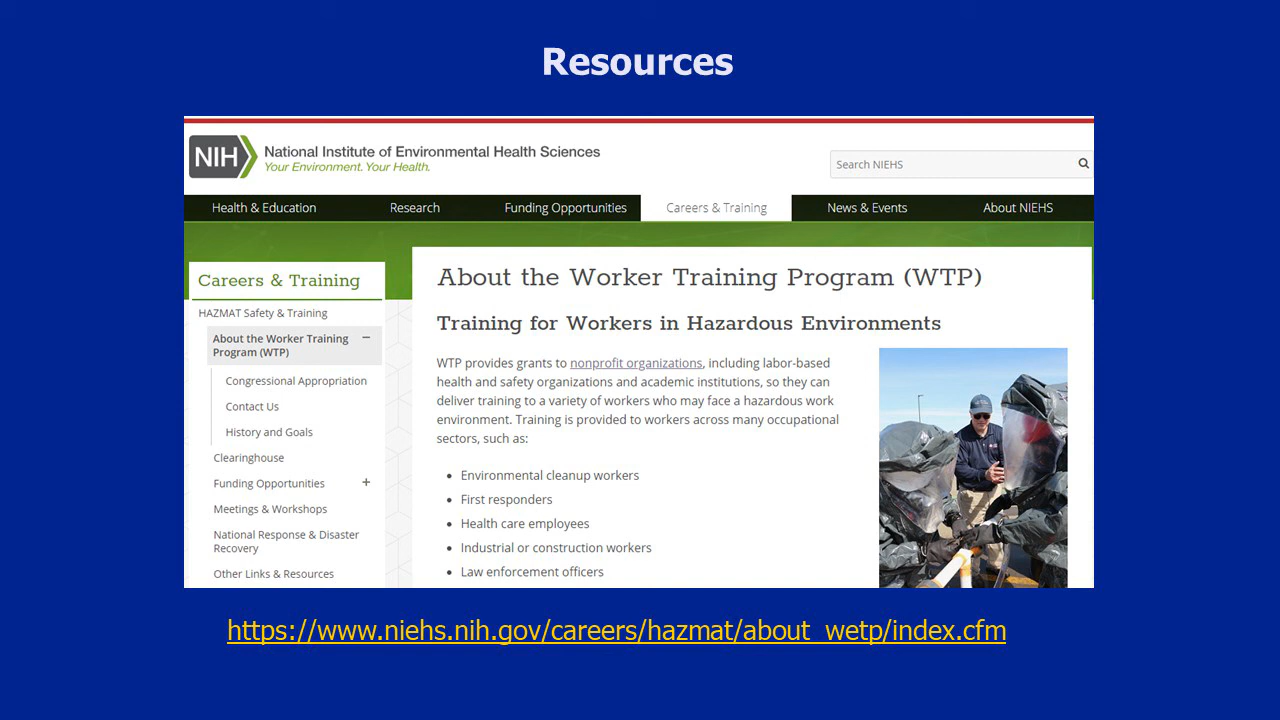 Resources
NIH National Institute of Environmental Health Sciences
Your Environment. Your Health.
Search NIEHS
Health & Education Research Funding Opportunities Careers & Training News & Events About NIEHS
Careers & Training
HAZMAT Safety & Training
About the Worker Training
Program (WTP)
Congressional Appropriation
Contact Us
History and Goals
Clearinghouse
Funding Opportunities
Meetings & Workshops
National Response & Disaster
Recovery
Other Links & Resources
About the Worker Training Program (WTP)
Training for Workers in Hazardous Environments
WTP provides grants to nonprofit organizations, including labor-based
health and safety organizations and academic institutions, so they can
deliver training to a variety of workers who may face a hazardous work
environment. Training is provided to workers across many occupational
sectors, such as:
• Environmental cleanup workers
• First responders
• Health care employees
• Industrial or construction workers
• Law enforcement officers
https://www.niehs.nih.gov/careers/hazmat/about_wetp/index.cfm